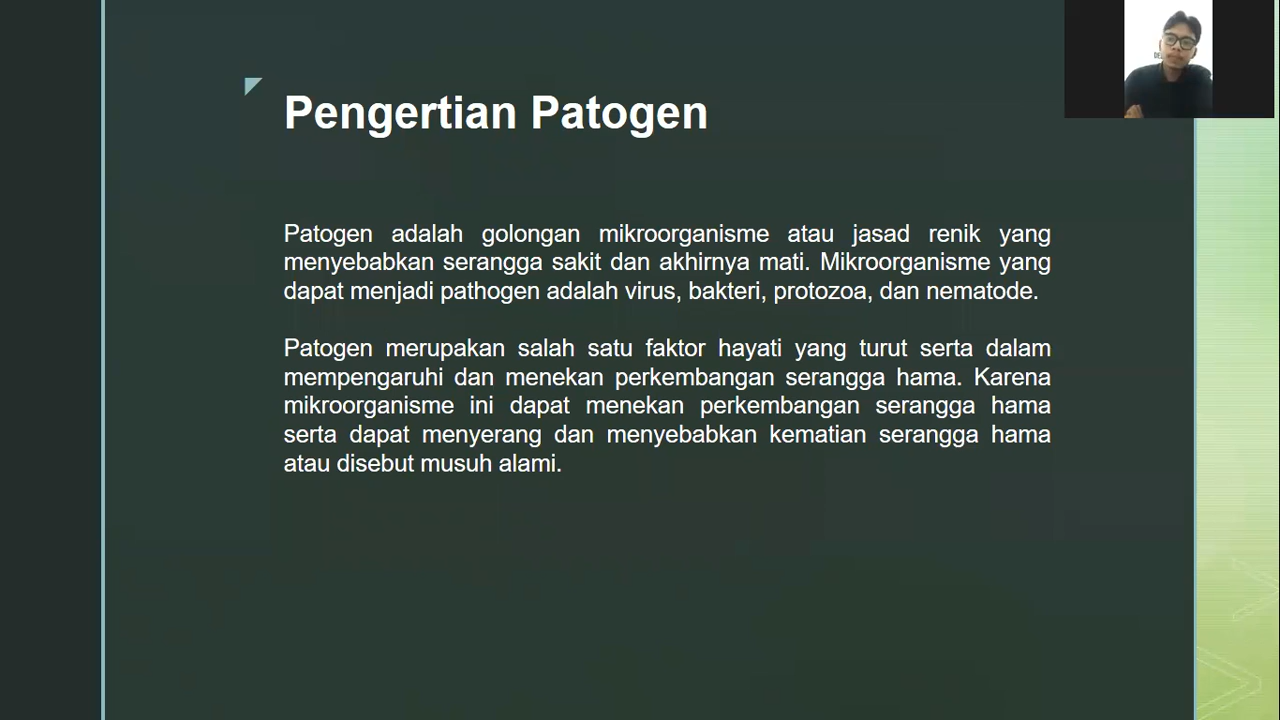 Pengertian Patogen
Patogen adalah golongan mikroorganisme atau jasad renik yang
menyebabkan serangga sakit dan akhirnya mati. Mikroorganisme yang
dapat menjadi pathogen adalah virus, bakteri, protozoa, dan nematode.
Patogen merupakan salah satu faktor hayati yang turut serta dalam
mempengaruhi dan menekan perkembangan serangga hama. Karena
mikroorganisme ini dapat menekan perkembangan serangga hama
serta dapat menyerang dan menyebabkan kematian serangga hama
atau disebut musuh alami.